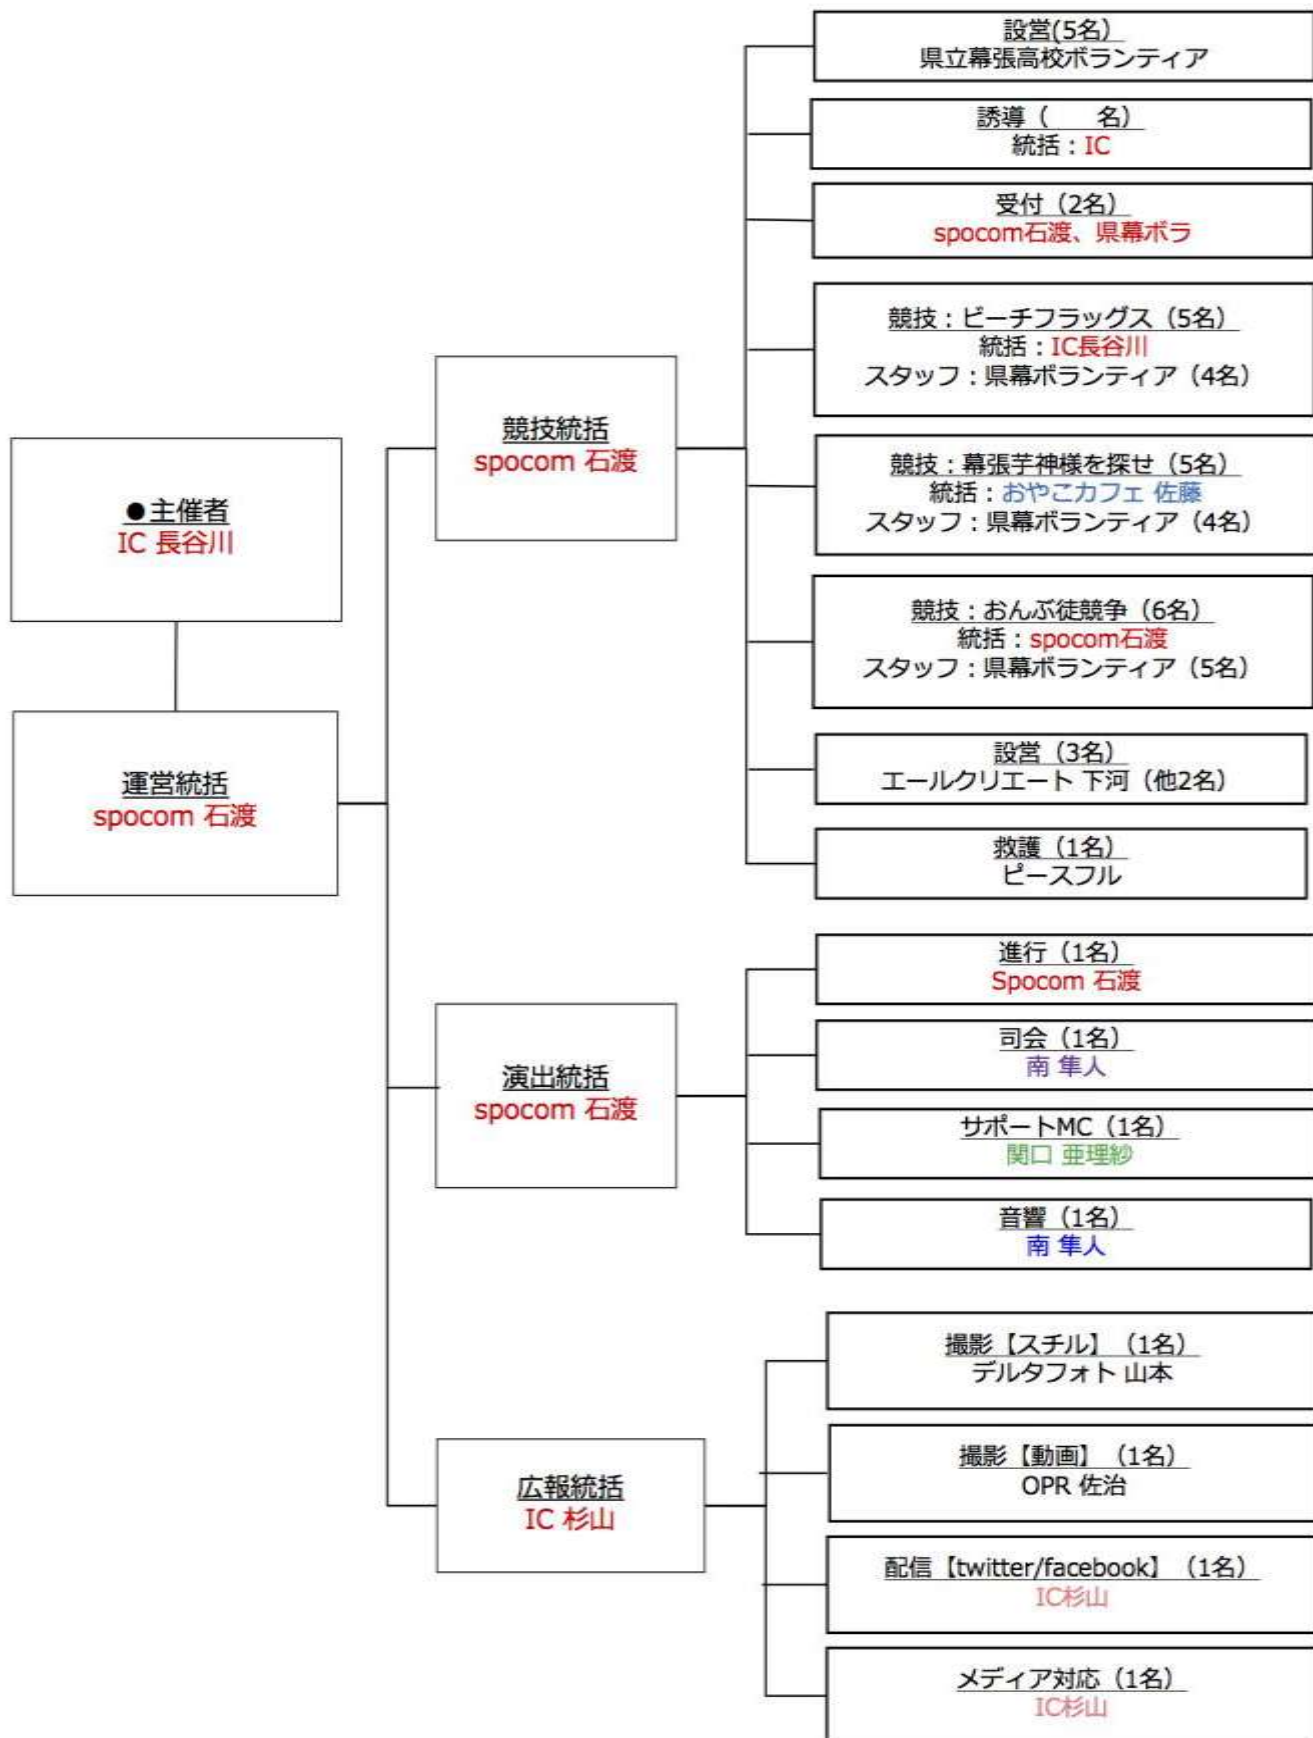 ●主催者
IC 長谷川
運営統括
spocom 石渡
競技統括
spocom 石渡
設営(5名)
県立幕張高校ボランティア
誘導（　　名）
統括：IC
受付（2名）
spocom石渡、県幕ボラ
競技：ビーチフラッグス（5名）
統括：IC長谷川
スタッフ：県幕ボランティア（4名）
競技：幕張芋神様を探せ（5名）
統括：おやこカフェ 佐藤
スタッフ：県幕ボランティア（4名）
競技：おんぶ徒競争（6名）
統括：spocom石渡
スタッフ：県幕ボランティア（5名）
設営（3名）
エールクリエート 下河（他2名）
救護（1名）
ピースフル
演出統括
spocom 石渡
進行（1名）
Spocom 石渡
司会（1名）
南 隼人
サポートMC（1名）
関口 亜理紗
音響（1名）
南 隼人
広報統括
IC 杉山
撮影【スチル】（1名）
デルタフォト 山本
撮影【動画】（1名）
OPR 佐治
配信【twitter/facebook】（1名）
IC杉山
メディア対応（1名）
IC杉山